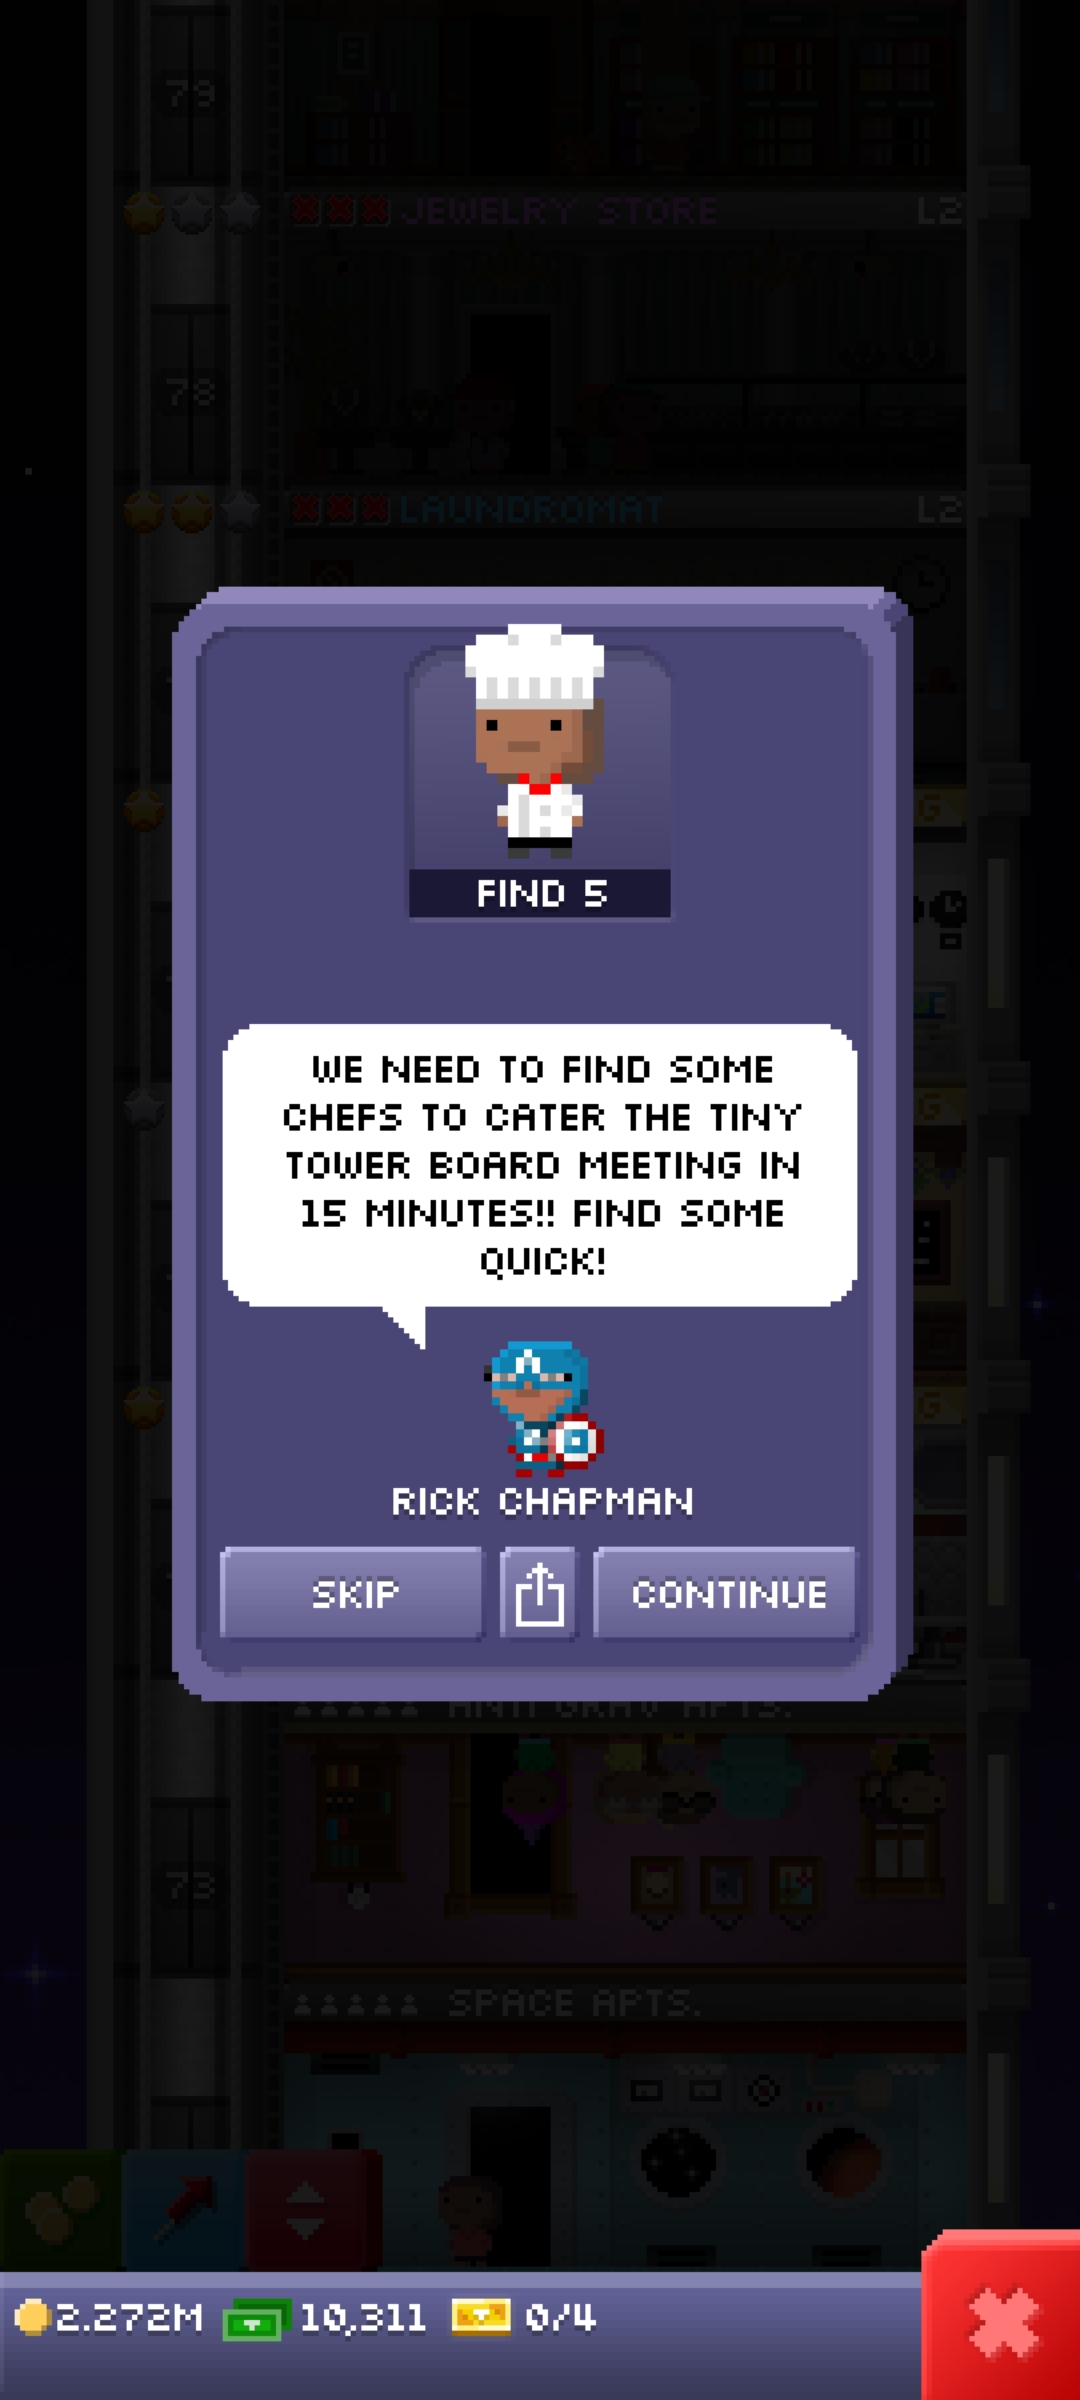 79
JEWELRY STORE L2
78
LAUNDROMAT L2
G
FIND 5
G
WE NEED TO FIND SOME
CHEFS TO CATER THE TINY
TOWER BOARD MEETING IN
15 MINUTES!! FIND SOME
QUICK!
G
RICK CHAPMAN
SKIP
CONTINUE
ANTI GRAV APTS.
73
SPACE APTS.
2.272M 10,311 0/4